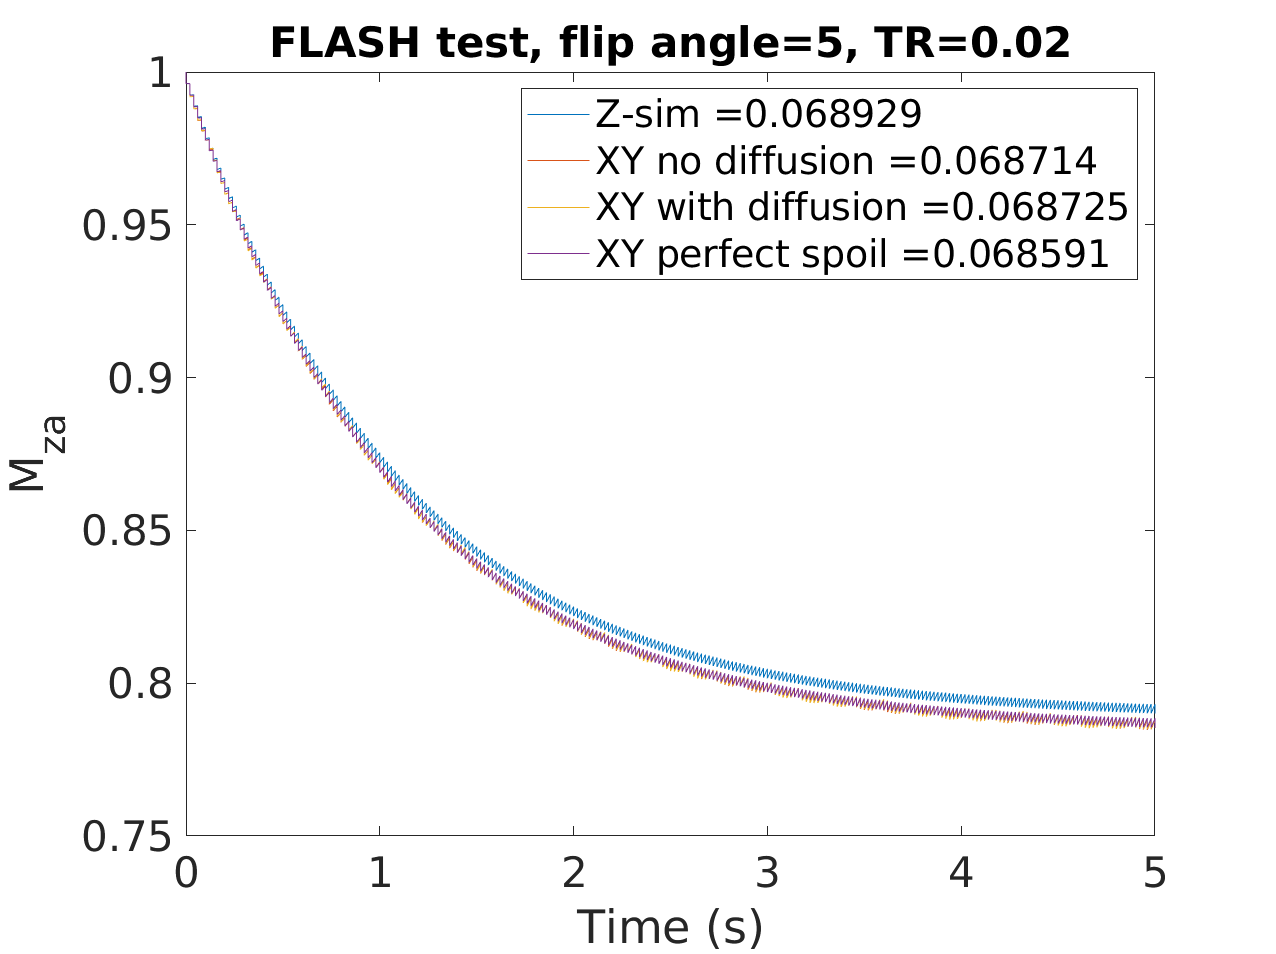 FLASH test, flip angle=5, TR=0.02
1
0.95
0.9
0.85
0.8
0.75
M_za
Z-sim =0.068929
XY no diffusion =0.068714
XY with diffusion =0.068725
XY perfect spoil =0.068591
0 1 2 3 4 5
Time (s)